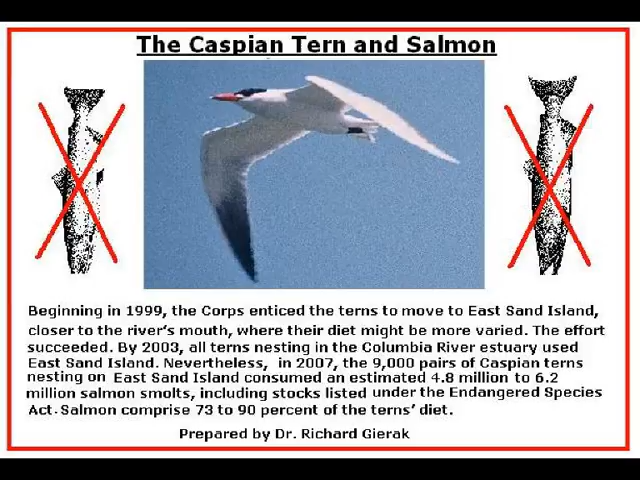 The Caspian Tern and Salmon
Beginning in 1999, the Corps enticed the terns to move to East Sand Island,
closer to the river's mouth, where their diet might be more varied. The effort
succeeded. By 2003, all terns nesting in the Columbia River estuary used
East Sand Island. Nevertheless, in 2007, the 9,000 pairs of Caspian terns
nesting on East Sand Island consumed an estimated 4.8 million to 6.2
million salmon smolts, including stocks listed under the Endangered Species
Act. Salmon comprise 73 to 90 percent of the terns' diet.
Prepared by Dr. Richard Gierak